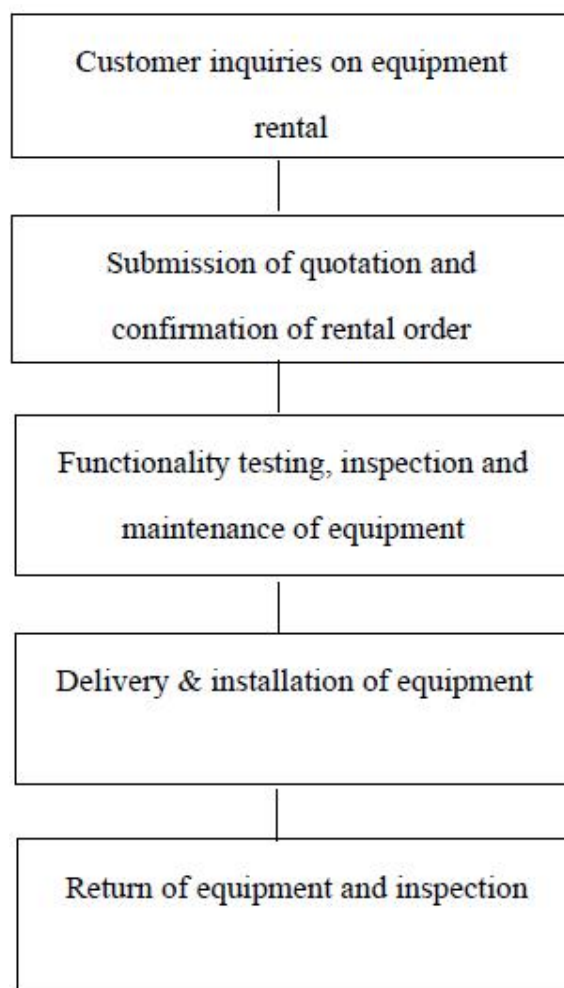 Customer inquiries on equipment
rental
Submission of quotation and
confirmation of rental order
Functionality testing, inspection and
maintenance of equipment
Delivery & installation of equipment
Return of equipment and inspection